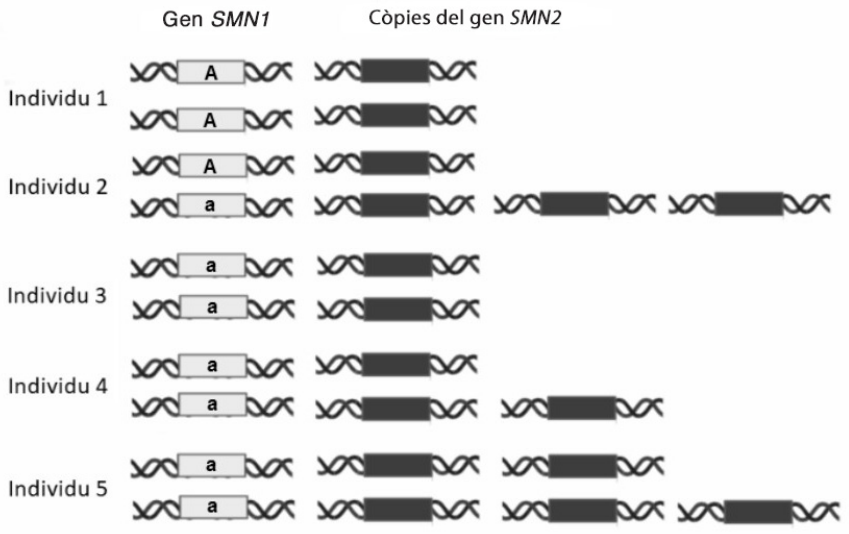 Gen SMN1 Còpies del gen SMN2
A
Individu 1
A
A
Individu 2
a
a
Individu 3
a
a
Individu 4
a
a
Individu 5
a